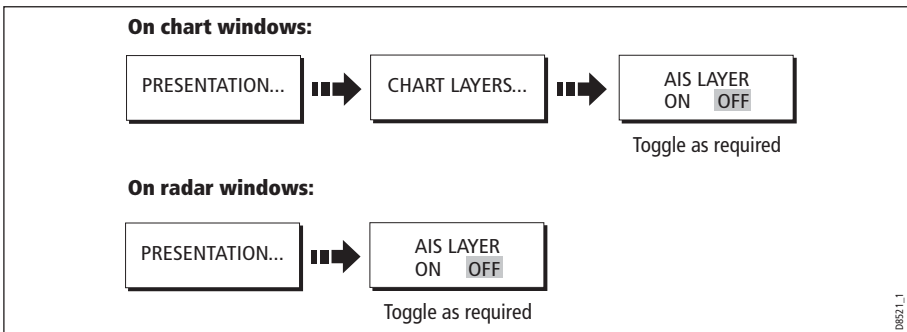 On chart windows:
PRESENTATION...
CHART LAYERS...
AIS LAYER
ON OFF
Toggle as required
On radar windows:
PRESENTATION...
AIS LAYER
ON OFF
Toggle as required
D8521_1